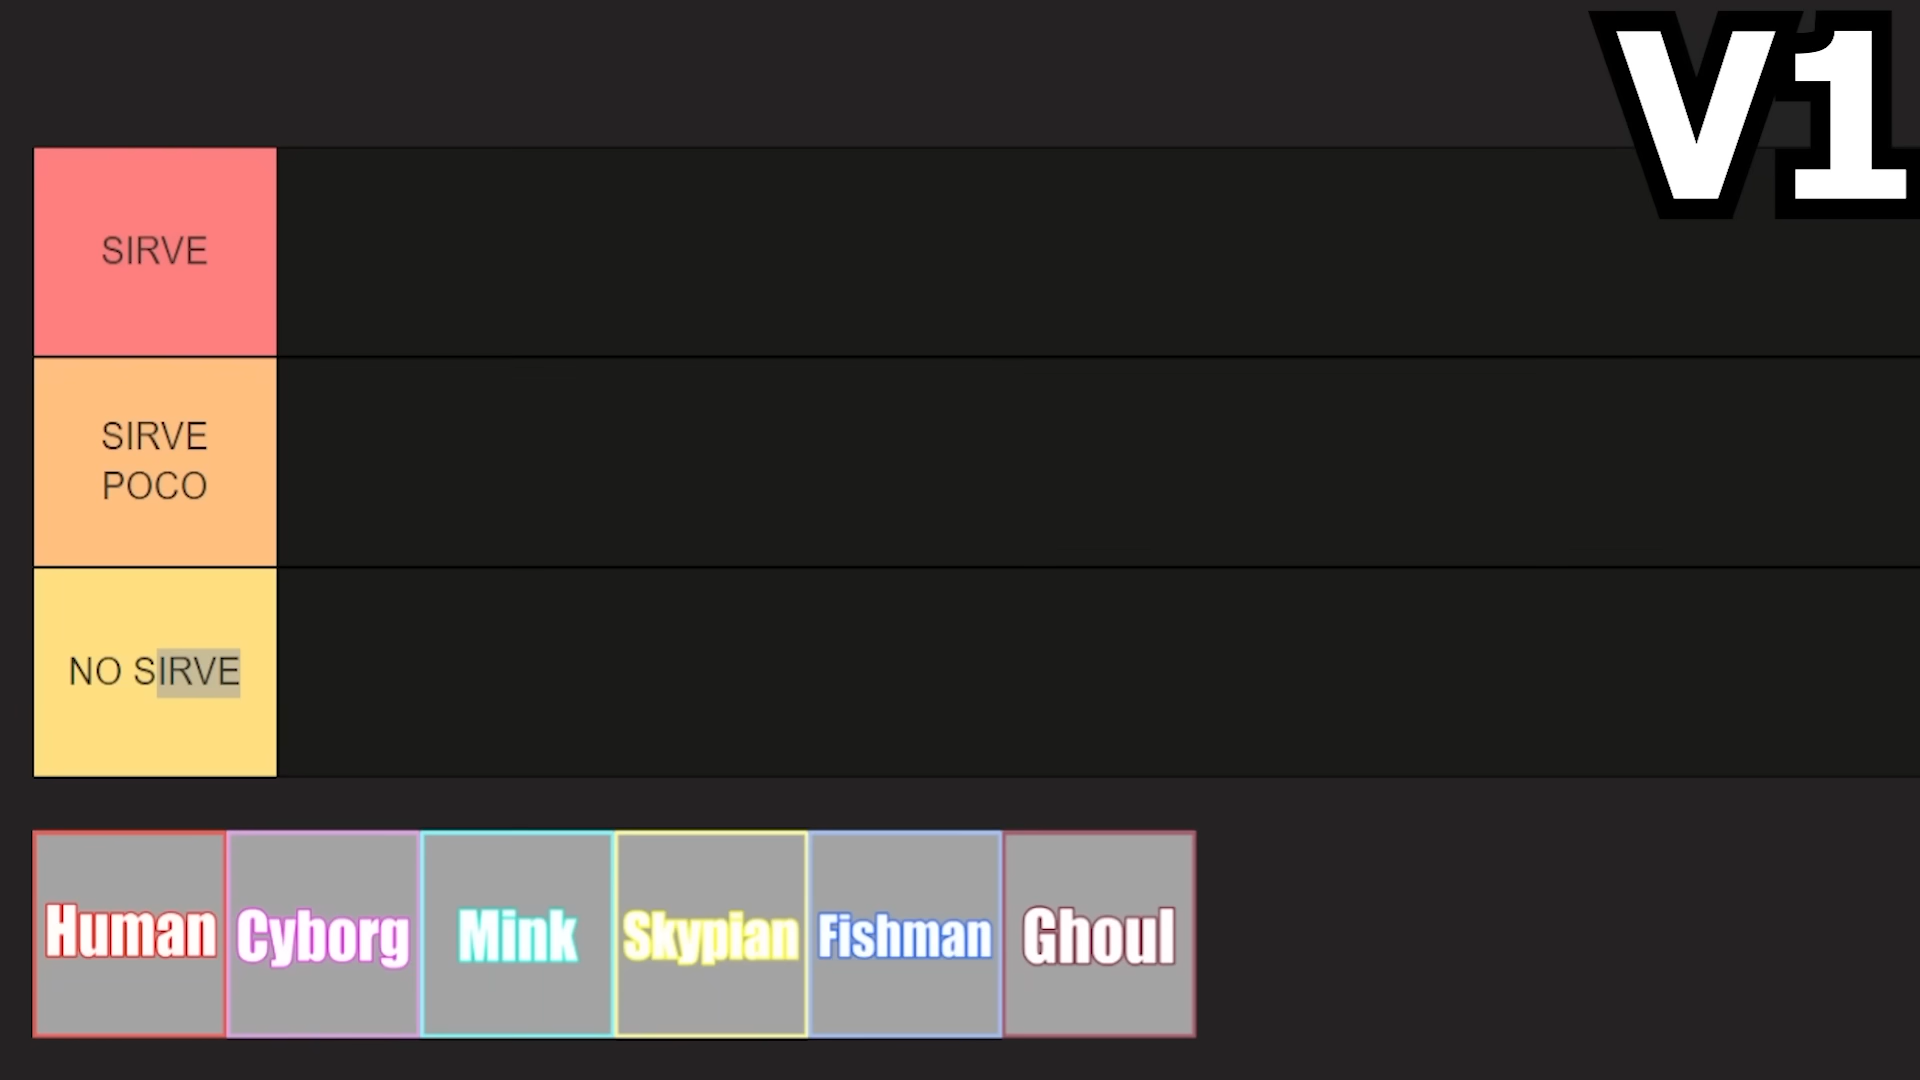 V1
SIRVE
SIRVE
POCO
NO SIRVE
Human
Cyborg
Mink
Skypian
Fishman
Ghoul